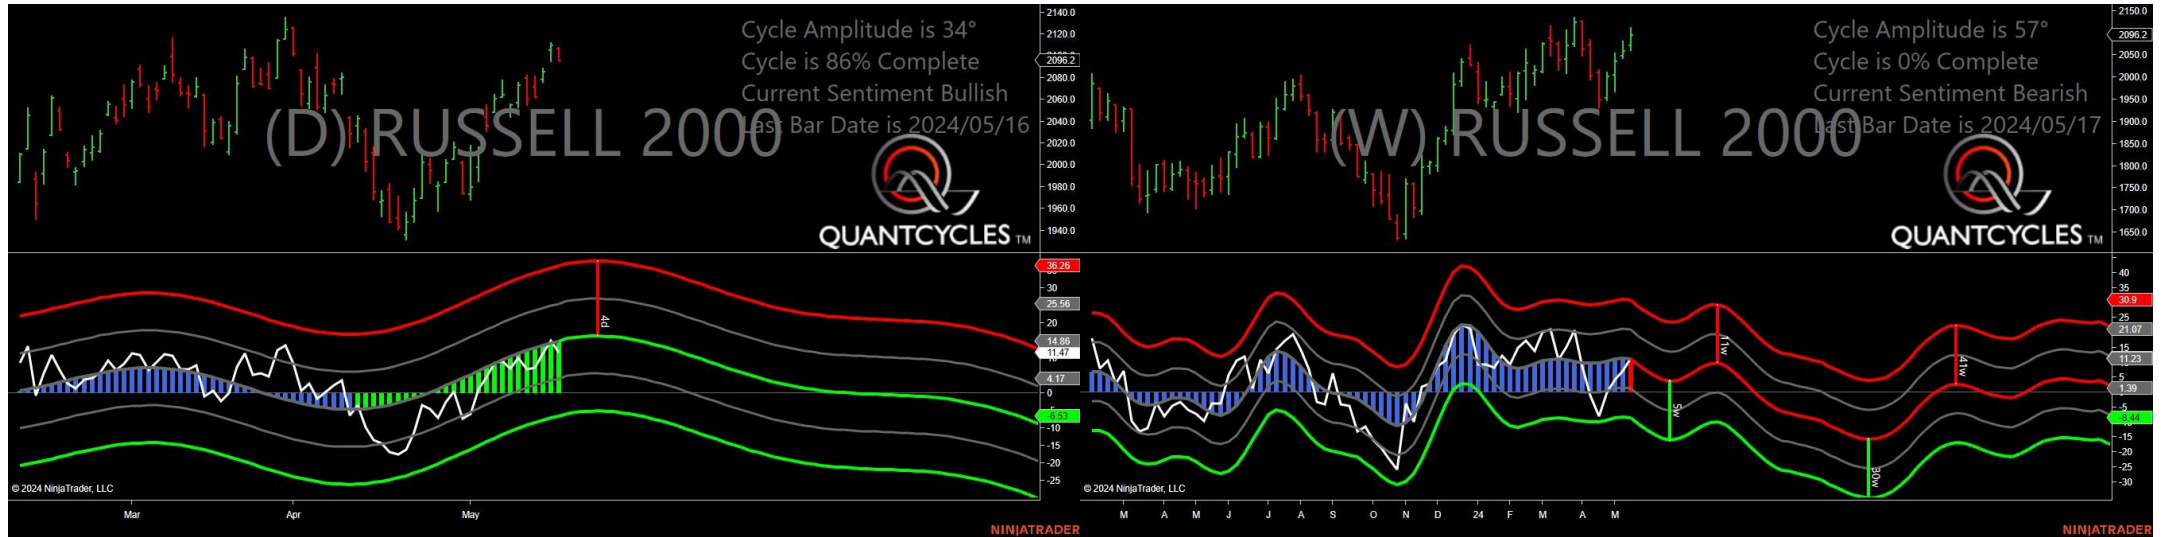 Cycle Amplitude is 34°
Cycle is 86% Complete
Current Sentiment Bullish
Last Bar Date is 2024/05/16
(D) RUSSELL 2000
QUANTCYCLES TM
2140.0
2120.0
2096.2
2080.0
2060.0
2040.0
2020.0
2000.0
1980.0
1960.0
1940.0
36.26
30
25.56
20
14.86
11.47
4.17
0
-6.53
-10
-15
-20
-25
4d
© 2024 NinjaTrader, LLC
Mar Apr May
NINJATRADER
Cycle Amplitude is 57°
Cycle is 0% Complete
Current Sentiment Bearish
Last Bar Date is 2024/05/17
(W) RUSSELL 2000
QUANTCYCLES TM
2150.0
2096.2
2050.0
2000.0
1950.0
1900.0
1850.0
1800.0
1750.0
1700.0
1650.0
40
35
30.9
25
21.07
15
11.23
5
1.39
-5
-8.44
-15
-20
-25
-30
11w
41w
5w
30w
© 2024 NinjaTrader, LLC
M A M J J A S O N D 24 F M A M
NINJATRADER